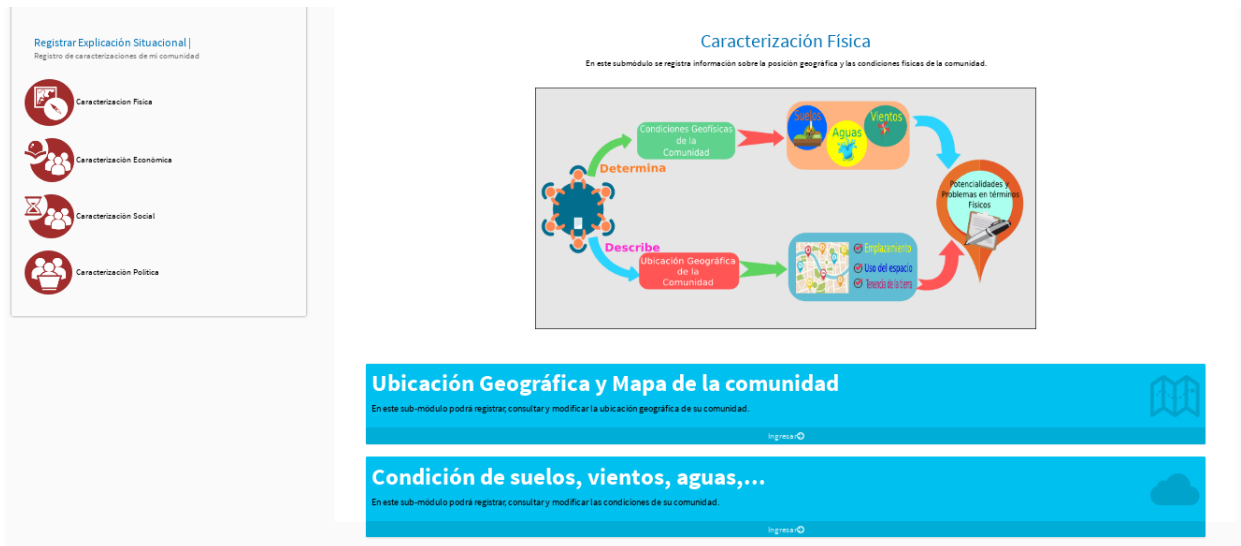 Registrar Explicación Situacional |
Registro de caracterizaciones de mi comunidad
Caracterizacion Fisica
Caracterización Económica
Caracterización Social
Caracterización Política
Caracterización Física
En este submódulo se registra información sobre la posición geográfica y las condiciones físicas de la comunidad.
Determina
Condiciones Geofísicas
de la
Comunidad
Suelos
Aguas
Vientos
Describe
Ubicación Geográfica
de la
Comunidad
Emplazamiento
Uso del espacio
Tenencia de la tierra
Potencialidades y
Problemas en términos
Físicos
Ubicación Geográfica y Mapa de la comunidad
En este sub-módulo podrá registrar, consultar y modificar la ubicación geográfica de su comunidad.
Ingresar
Condición de suelos, vientos, aguas,...
En este sub-módulo podrá registrar, consultar y modificar las condiciones de su comunidad.
Ingresar